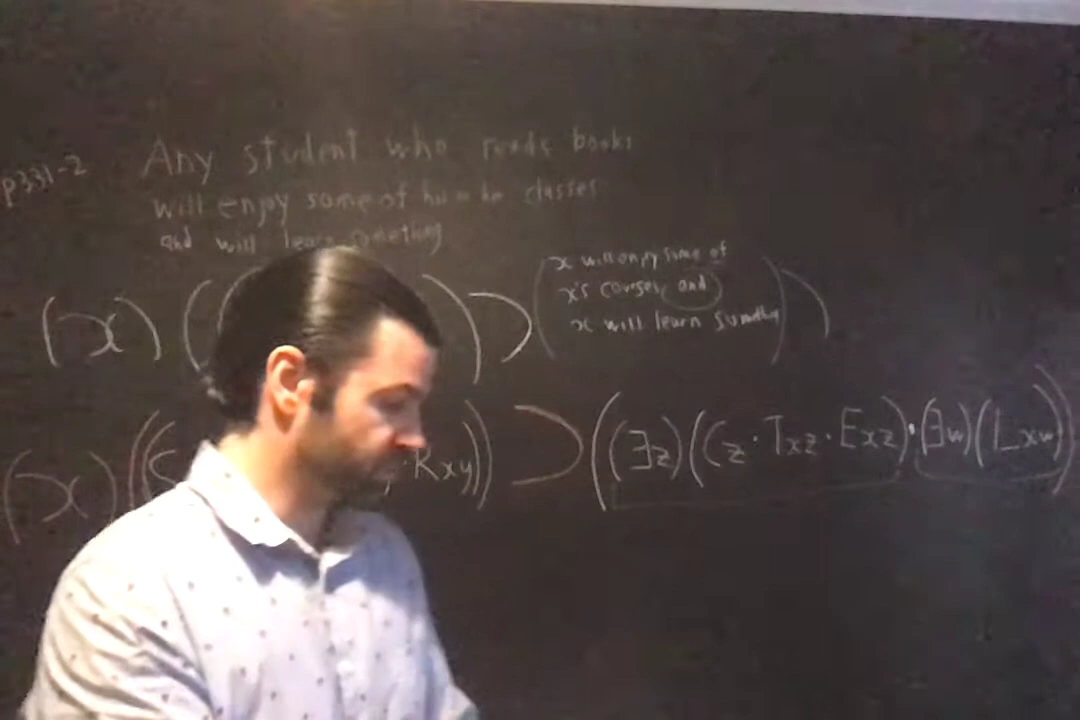 p331-2 Any student who reads books
will enjoy some of his or her classes
and will learn something
x will enjoy some of
(x) (( ) ⊃ ( x's courses, and ))
x will learn something
(x) ((S · Rxy)) ⊃ ((∃z)((z · Txz · Exz) · (∃w)(Lxw))